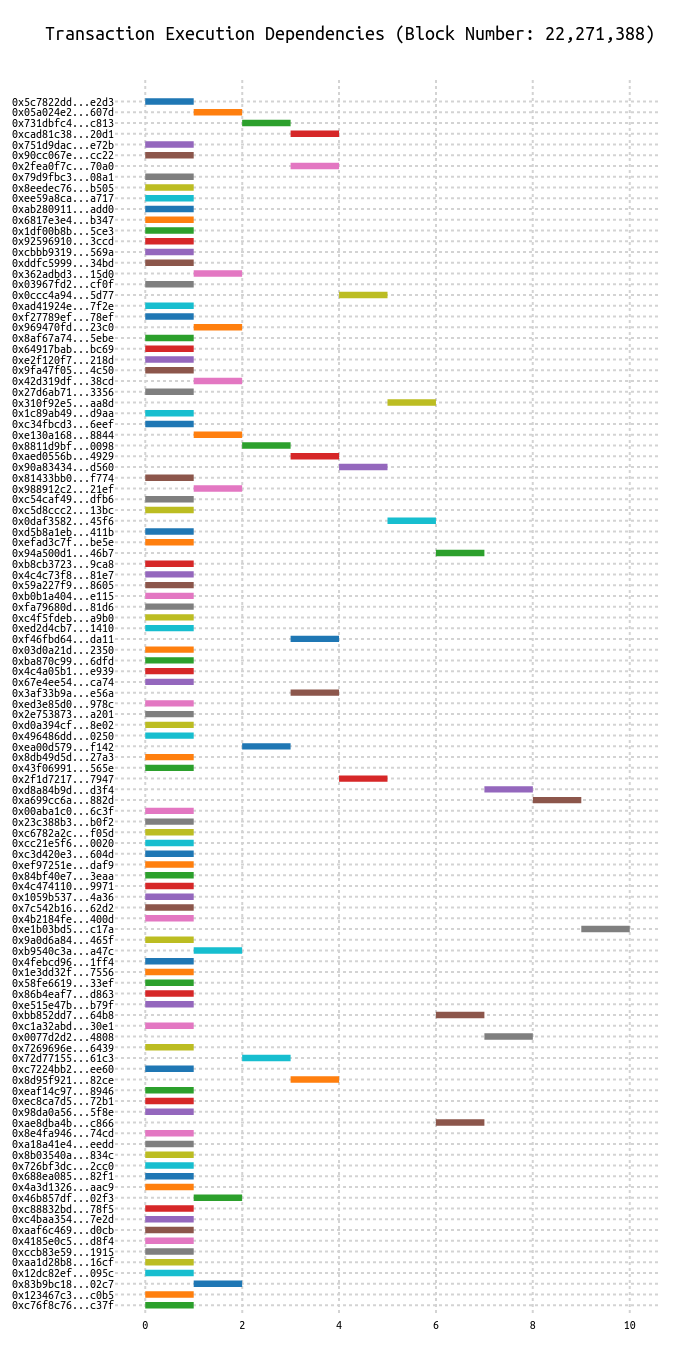 Transaction Execution Dependencies (Block Number: 22,271,388)
0x5c7822dd...e2d3
0x05a024e2...607d
0x731dbfc4...c813
0xcad81c38...20d1
0x751d9dac...e72b
0x90cc067e...cc22
0x2fea0f7c...70a0
0x79d9fbc3...08a1
0x8eedec76...b505
0xee59a8ca...a717
0xab280911...add0
0x6817e3e4...b347
0x1df00b8b...5ce3
0x92596910...3ccd
0xcbbb9319...569a
0xddfc5999...34bd
0x362adbd3...15d0
0x03967fd2...cf0f
0x0ccc4a94...5d77
0xad41924e...7f2e
0xf27789ef...78ef
0x969470fd...23c0
0x8af67a74...5ebe
0x64917bab...bc69
0xe2f120f7...218d
0x9fa47f05...4c50
0x42d319df...38cd
0x27d6ab71...3356
0x310f92e5...aa8d
0x1c89ab49...d9aa
0xc34fbcd3...6eef
0xe130a168...8844
0x8811d9bf...0098
0xaed0556b...4929
0x90a83434...d560
0x81433bb0...f774
0x988912c2...21ef
0xc54caf49...dfb6
0xc5d8ccc2...13bc
0x0daf3582...45f6
0xd5b8a1eb...411b
0xefad3c7f...be5e
0x94a500d1...46b7
0xb8cb3723...9ca8
0x4c4c73f8...81e7
0x59a227f9...8605
0xb0b1a404...e115
0xfa79680d...81d6
0xc4f5fdeb...a9b0
0xed2d4cb7...1410
0xf46fbd64...da11
0x03d0a21d...2350
0xba870c99...6dfd
0x4c4a05b1...e939
0x67e4ee54...ca74
0x3af33b9a...e56a
0xed3e85d0...978c
0x2e753873...a201
0xd0a394cf...8e02
0x496486dd...0250
0xea00d579...f142
0x8db49d5d...27a3
0x43f06991...565e
0x2f1d7217...7947
0xd8a84b9d...d3f4
0xa699cc6a...882d
0x00aba1c0...6c3f
0x23c388b3...b0f2
0xc6782a2c...f05d
0xcc21e5f6...0020
0xc3d420e3...604d
0xef97251e...daf9
0x84bf40e7...3eaa
0x4c474110...9971
0x1059b537...4a36
0x7c542b16...62d2
0x4b2184fe...400d
0xe1b03bd5...c17a
0x9a0d6a84...465f
0xb9540c3a...a47c
0x4febcd96...1ff4
0x1e3dd32f...7556
0x58fe6619...33ef
0x86b4eaf7...d863
0xe515e47b...b79f
0xbb852dd7...64b8
0xc1a32abd...30e1
0x0077d2d2...4808
0x7269696e...6439
0x72d77155...61c3
0xc7224bb2...ee60
0x8d95f921...82ce
0xeaf14c97...8946
0xec8ca7d5...72b1
0x98da0a56...5f8e
0xae8dba4b...c866
0x8e4fa946...74cd
0xa18a41e4...eedd
0x8b03540a...834c
0x726bf3dc...2cc0
0x688ea085...82f1
0x4a3d1326...aac9
0x46b857df...02f3
0xc88832bd...78f5
0xc4baa354...7e2d
0xaaf6c469...d0cb
0x4185e0c5...d8f4
0xccb83e59...1915
0xaa1d28b8...16cf
0x12dc82ef...095c
0x83b9bc18...02c7
0x123467c3...c0b5
0xc76f8c76...c37f
0 2 4 6 8 10